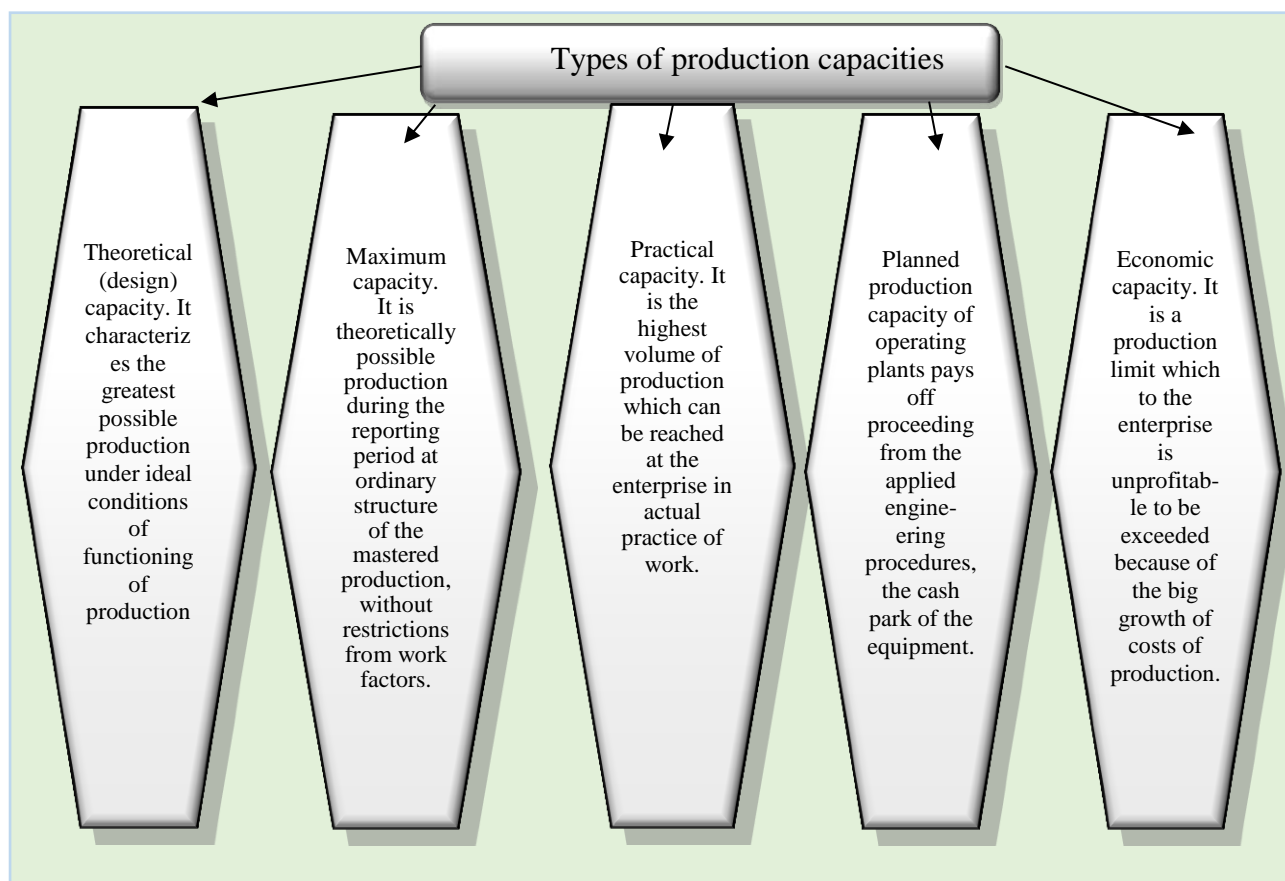 Types of production capacities
Theoretical
(design)
capacity. It
characteriz
es the
greatest
possible
production
under ideal
conditions
of
functioning
of
production
Maximum
capacity.
It is
theoretically
possible
production
during the
reporting
period at
ordinary
structure
of the
mastered
production,
without
restrictions
from work
factors.
Practical
capacity. It
is the
highest
volume of
production
which can
be reached
at the
enterprise in
actual
practice of
work.
Planned
production
capacity of
operating
plants pays
off
proceeding
from the
applied
engine-
ering
procedures,
the cash
park of the
equipment.
Economic
capacity. It
is a
production
limit which
to the
enterprise
is
unprofitab-
le to be
exceeded
because of
the big
growth of
costs of
production.